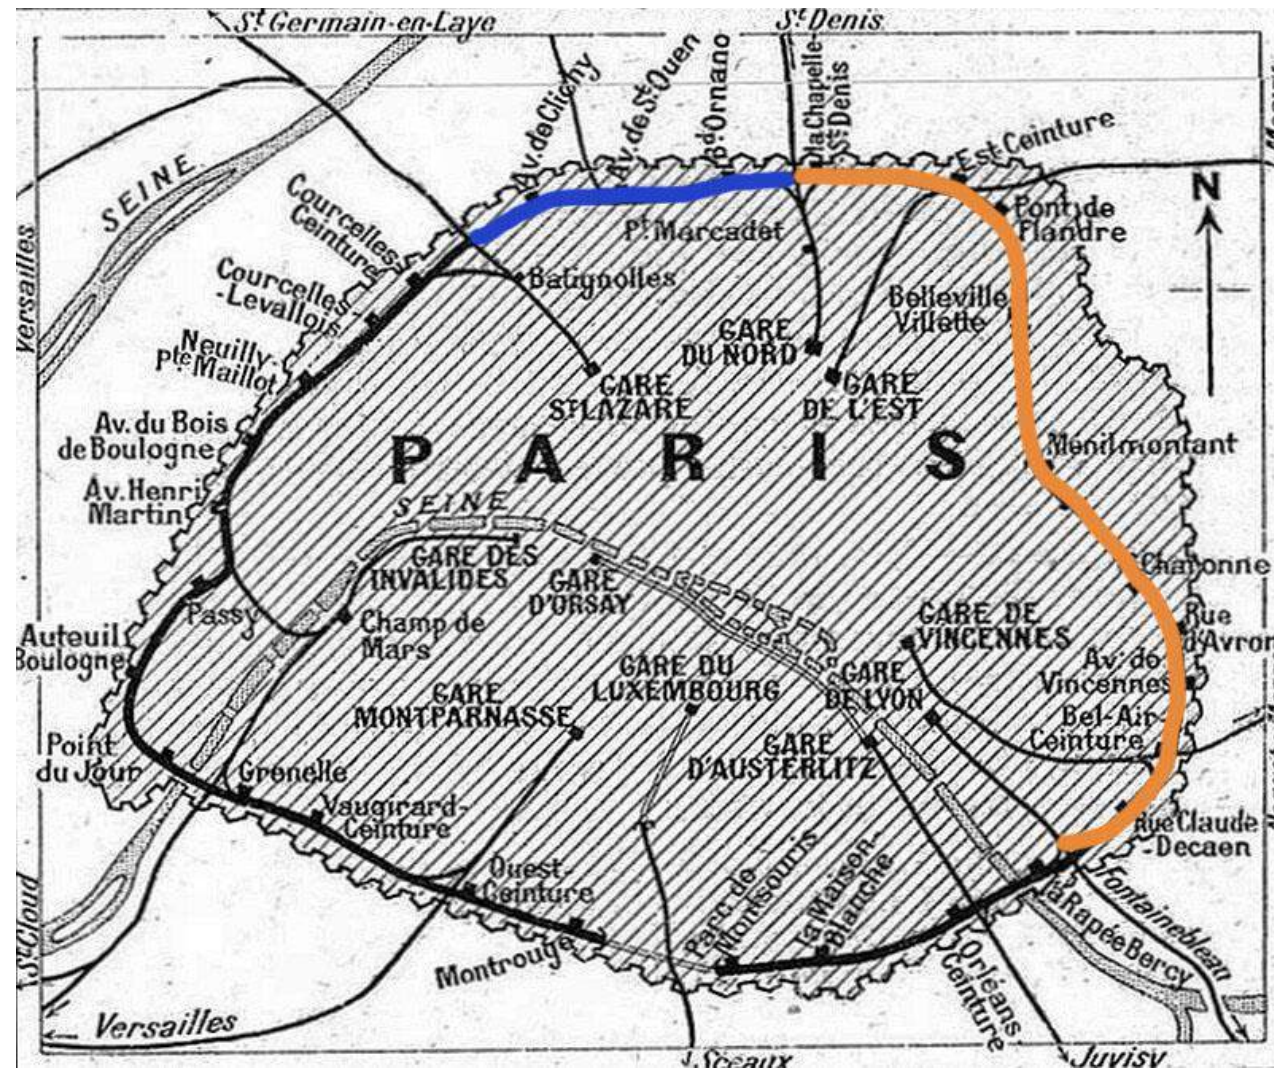 St Germain-en-Laye
St Denis
Av. de Clichy
Av. de St Ouen
Bd Ornano
la Chapelle-
St Denis
Est Ceinture
SEINE
Courcelles
Ceinture
N
Pont de
Flandre
Pt Marcadet
Versailles
Courcelles
-Levallois
Batignolles
Belleville
Villette
Neuilly-
Pte Maillot
GARE
DU NORD
GARE
ST LAZARE
GARE
DE L'EST
Av. du Bois
de Boulogne
PARIS
Ménilmontant
Av. Henri
Martin
SEINE
GARE DES
INVALIDES
GARE
D'ORSAY
Charonne
Passy
Champ de
Mars
GARE DE
VINCENNES
Rue
d'Avron
Auteuil
Boulogne
GARE DU
LUXEMBOURG
GARE
DE LYON
Av. de
Vincennes
GARE
MONTPARNASSE
Bel-Air-
Ceinture
Point
du Jour
Grenelle
GARE
D'AUSTERLITZ
Vaugirard-
Ceinture
Rue Claude
-Decaen
Ouest-
Ceinture
Parc de
Montsouris
la Maison-
Blanche
Montrouge
la Rapée Bercy
Fontainebleau
Orléans
Ceinture
St Cloud
Versailles
Sceaux
Juvisy